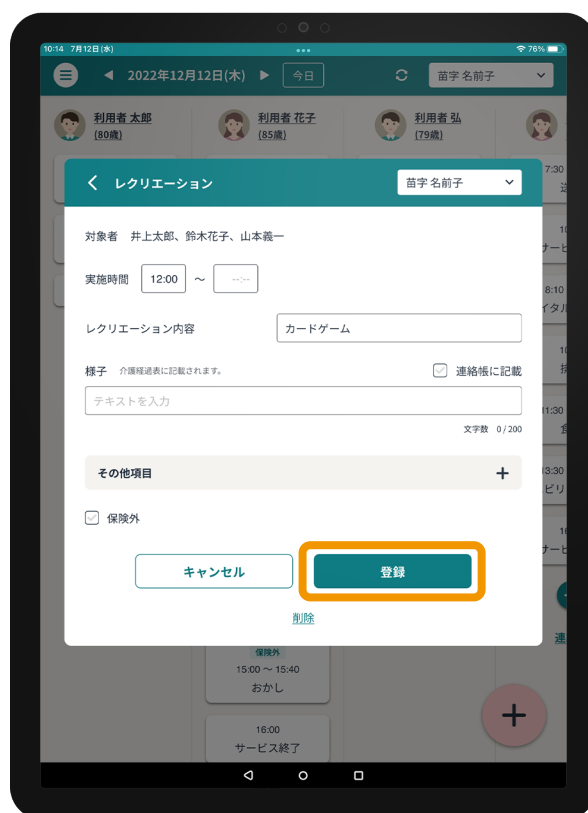 10:14 7月12日(水)
76%
2022年12月12日(木)
今日
苗字 名前子
利用者 太郎
(80歳)
利用者 花子
(85歳)
利用者 弘
(79歳)
7:30
レクリエーション
苗字 名前子
対象者 井上太郎、鈴木花子、山本義一
実施時間 12:00 ～ --:--
8:10
レクリエーション内容 カードゲーム
様子 介護経過表に記載されます。
連絡帳に記載
テキストを入力
11:30
文字数 0 / 200
その他項目
13:30
保険外
キャンセル
登録
削除
保険外
15:00 ～ 15:40
おかし
16:00
サービス終了